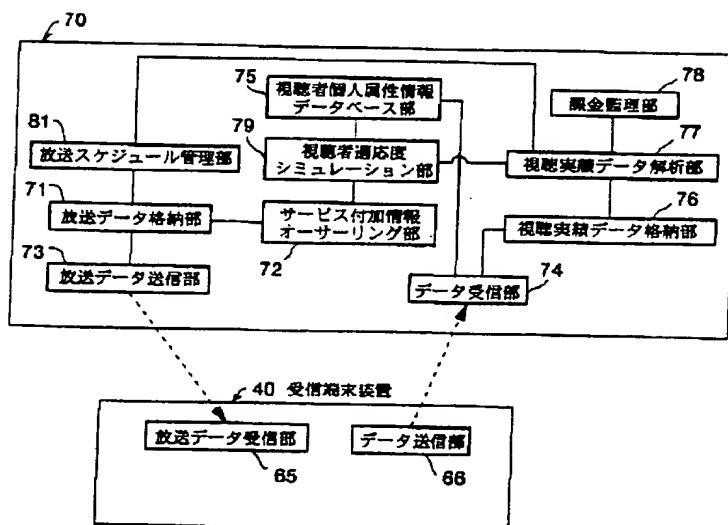 70
75
視聴者個人属性情報
データベース部
78
課金監理部
81
放送スケジュール管理部
79
視聴者適応度
シミュレーション部
77
視聴実績データ解析部
71
放送データ格納部
サービス付加情報
オーサリング部
72
76
視聴実績データ格納部
73
放送データ送信部
74
データ受信部
40 受信端末装置
放送データ受信部
65
データ送信部
66